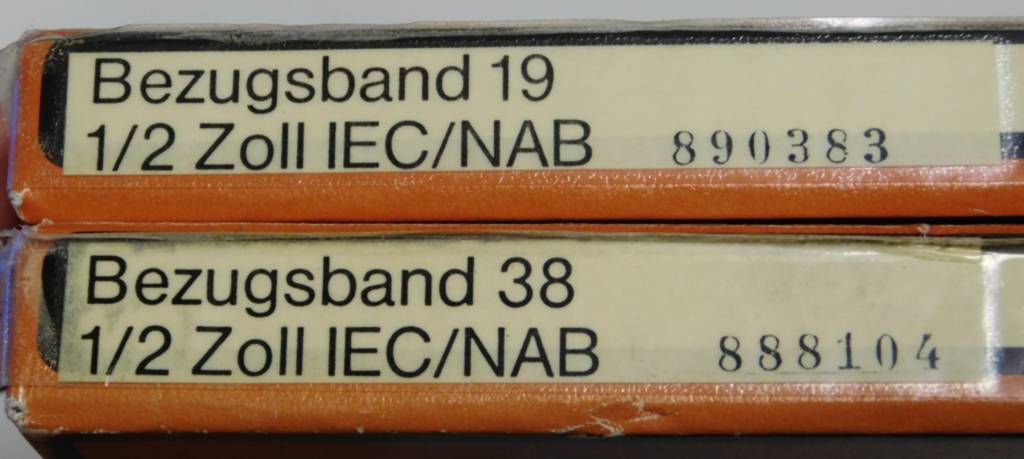 Bezugsband 19
1/2 Zoll IEC/NAB 890383
Bezugsband 38
1/2 Zoll IEC/NAB 888104